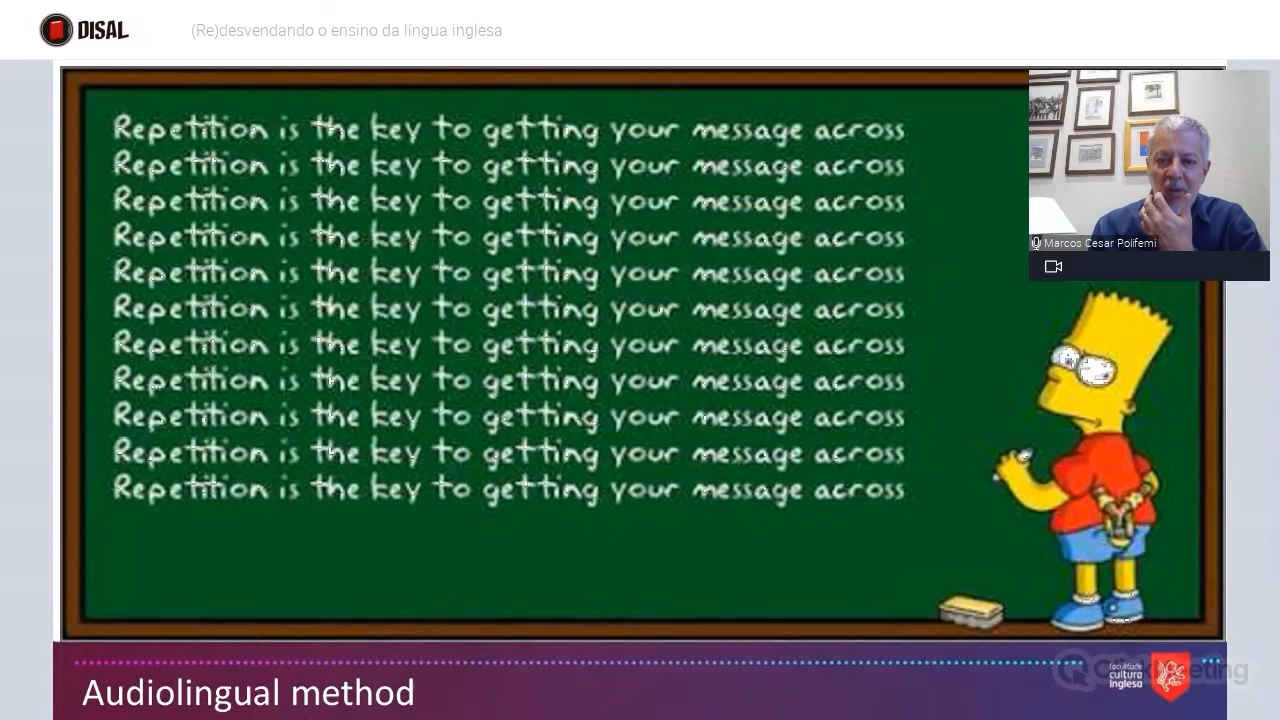 DISAL
(Re)desvendando o ensino da língua inglesa
Repetition is the key to getting your message across
Repetition is the key to getting your message across
Repetition is the key to getting your message across
Repetition is the key to getting your message across
Repetition is the key to getting your message across
Repetition is the key to getting your message across
Repetition is the key to getting your message across
Repetition is the key to getting your message across
Repetition is the key to getting your message across
Repetition is the key to getting your message across
Repetition is the key to getting your message across
Marcos Cesar Polifemi
Audiolingual method
faculdade
cultura
inglesa